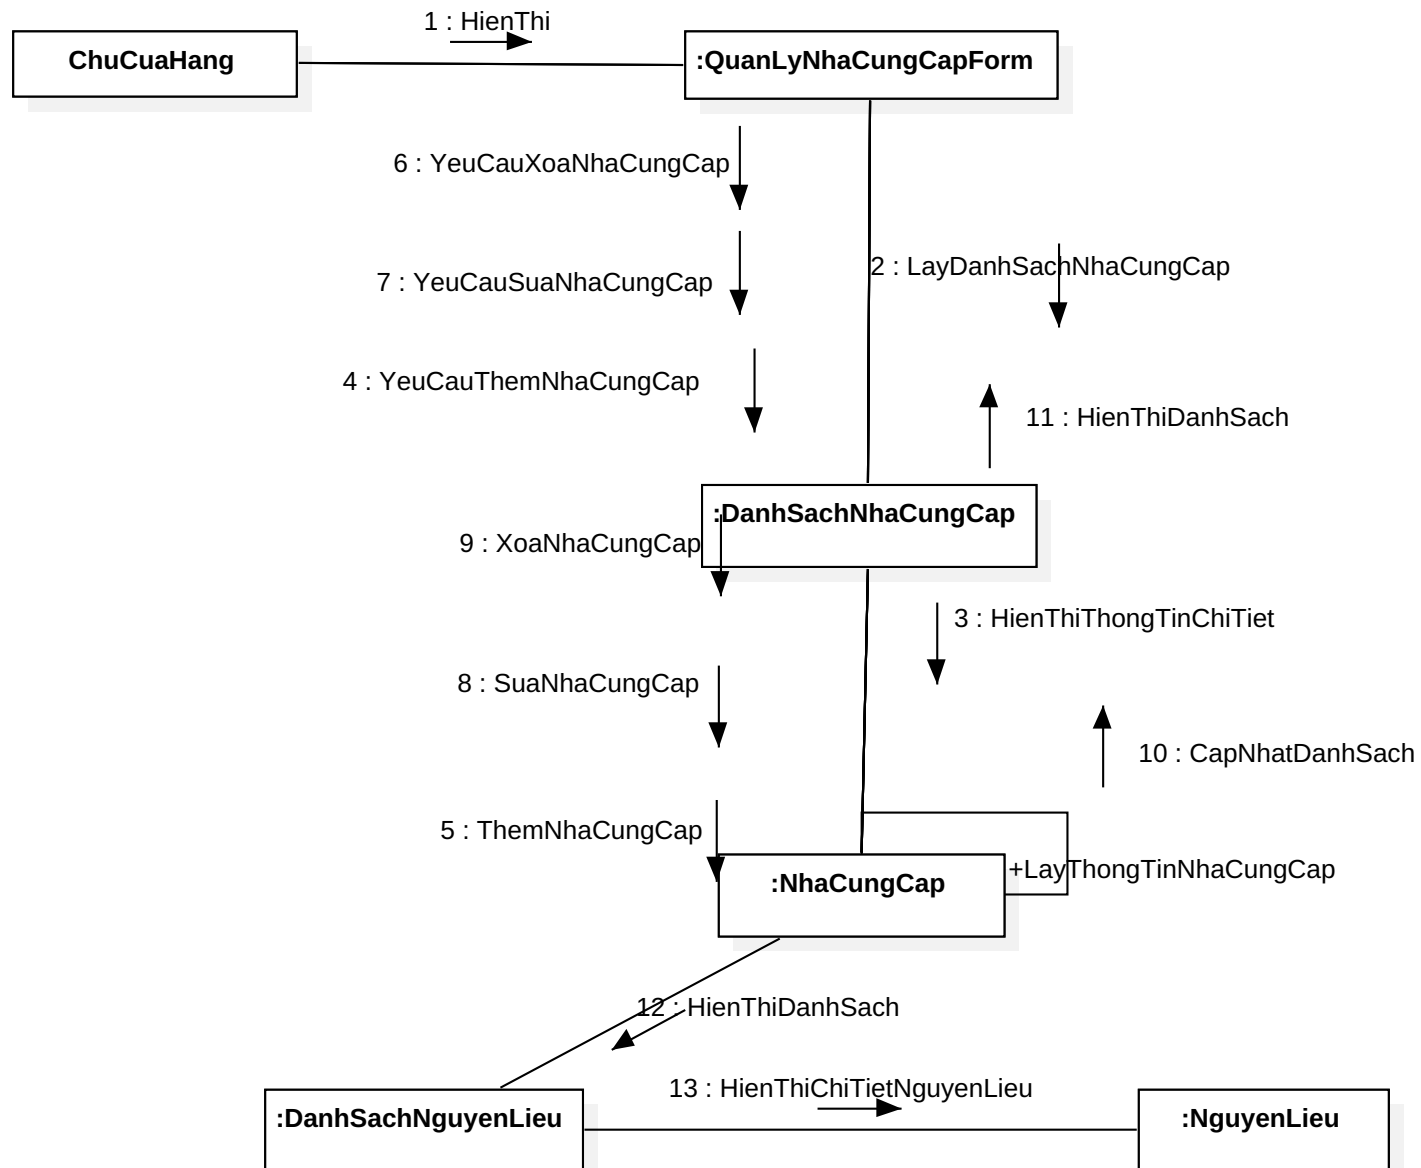 1 : HienThi
ChuCuaHang
:QuanLyNhaCungCapForm
6 : YeuCauXoaNhaCungCap
2 : LayDanhSachNhaCungCap
7 : YeuCauSuaNhaCungCap
4 : YeuCauThemNhaCungCap
11 : HienThiDanhSach
:DanhSachNhaCungCap
9 : XoaNhaCungCap
3 : HienThiThongTinChiTiet
8 : SuaNhaCungCap
10 : CapNhatDanhSach
5 : ThemNhaCungCap
+LayThongTinNhaCungCap
:NhaCungCap
12 : HienThiDanhSach
13 : HienThiChiTietNguyenLieu
:DanhSachNguyenLieu
:NguyenLieu